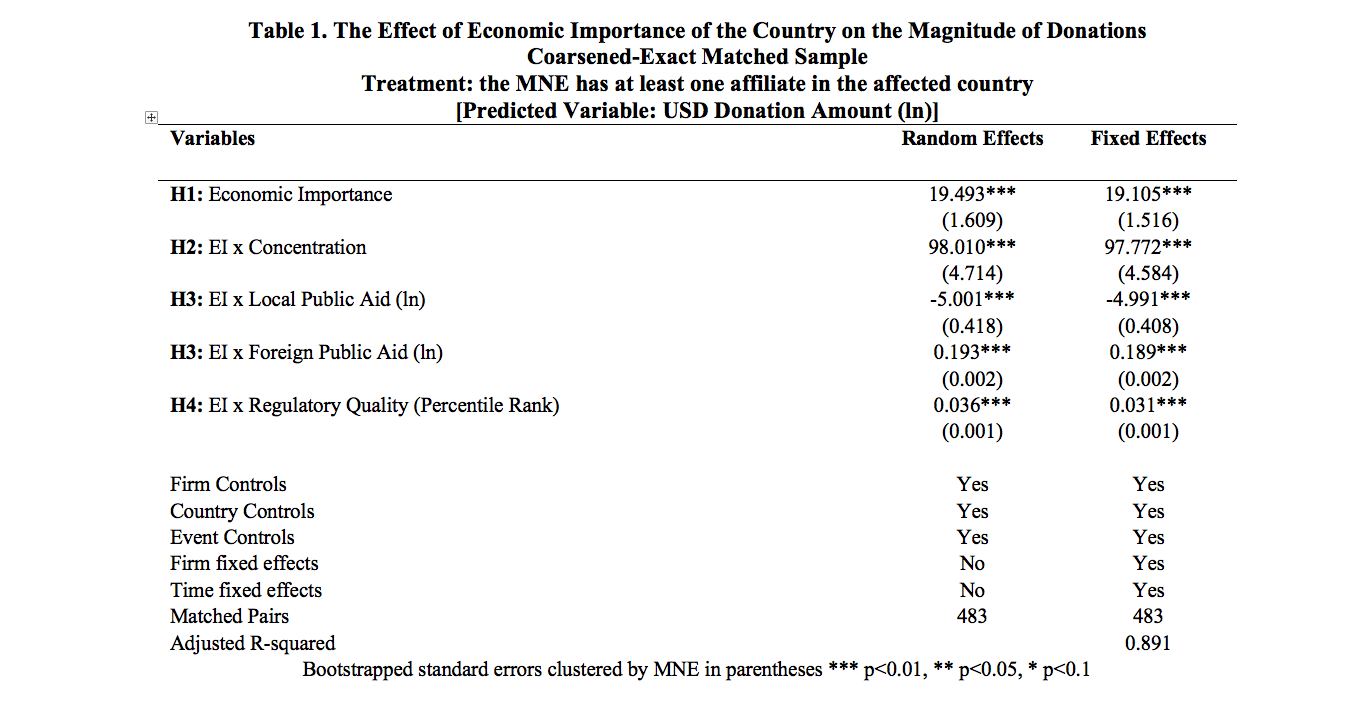 Table 1. The Effect of Economic Importance of the Country on the Magnitude of Donations
Coarsened-Exact Matched Sample
Treatment: the MNE has at least one affiliate in the affected country
[Predicted Variable: USD Donation Amount (ln)]
Variables Random Effects Fixed Effects
H1: Economic Importance 19.493*** 19.105***
(1.609) (1.516)
H2: EI x Concentration 98.010*** 97.772***
(4.714) (4.584)
H3: EI x Local Public Aid (ln) -5.001*** -4.991***
(0.418) (0.408)
H3: EI x Foreign Public Aid (ln) 0.193*** 0.189***
(0.002) (0.002)
H4: EI x Regulatory Quality (Percentile Rank) 0.036*** 0.031***
(0.001) (0.001)
Firm Controls Yes Yes
Country Controls Yes Yes
Event Controls Yes Yes
Firm fixed effects No Yes
Time fixed effects No Yes
Matched Pairs 483 483
Adjusted R-squared 0.891
Bootstrapped standard errors clustered by MNE in parentheses *** p<0.01, ** p<0.05, * p<0.1